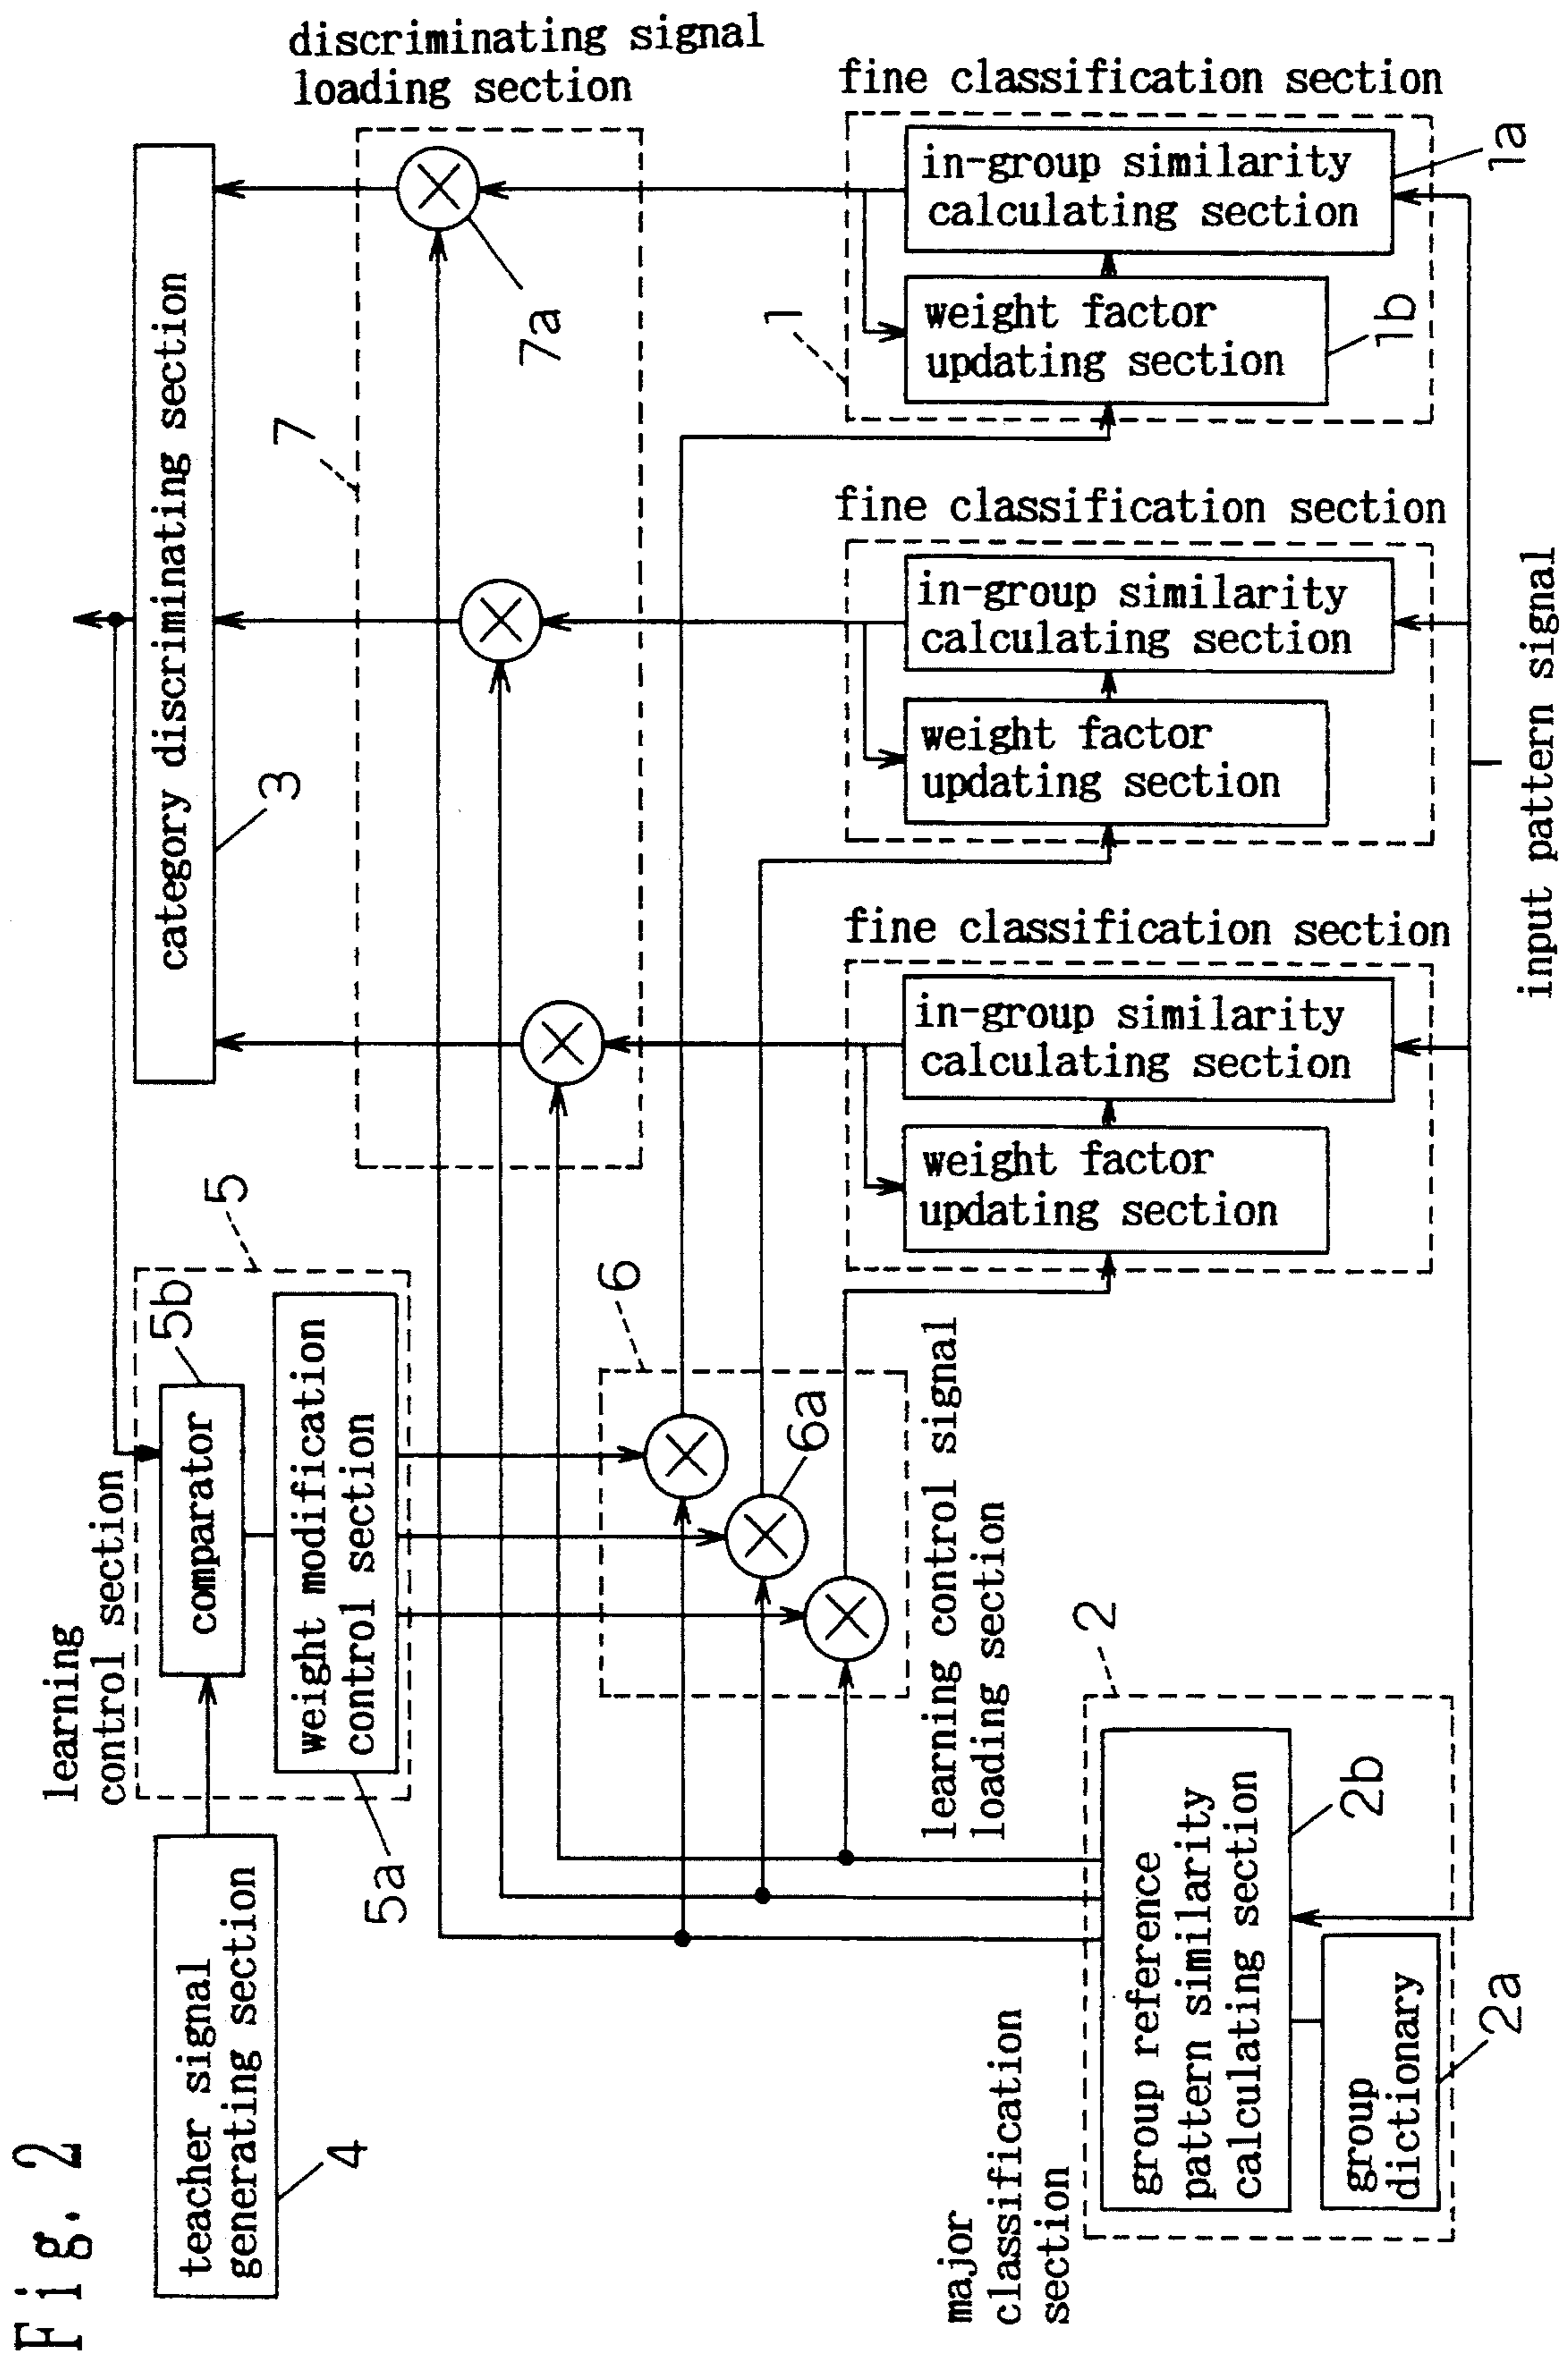 Fig. 2
teacher signal
generating section
4
learning
control section
5
comparator
5b
weight modification
control section
5a
category discriminating section
3
discriminating signal
loading section
7
7a
6
6a
learning control signal
loading section
major
classification
section
2
group reference
pattern similarity
calculating section
2b
group
dictionary
2a
fine classification section
in-group similarity
calculating section
weight factor
updating section
fine classification section
in-group similarity
calculating section
weight factor
updating section
fine classification section
1
in-group similarity
calculating section
1a
weight factor
updating section
1b
input pattern signal